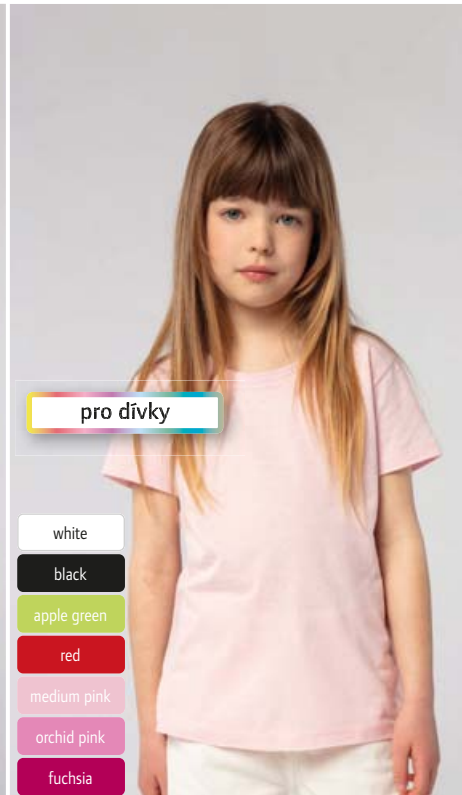 pro dívky
white
black
apple green
red
medium pink
orchid pink
fuchsia